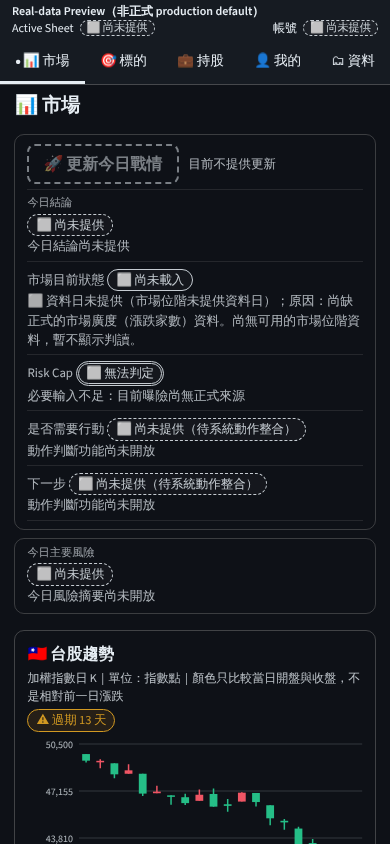 Real-data Preview（非正式 production default）
Active Sheet ⬜ 尚未提供 帳號 ⬜ 尚未提供
• 📊 市場 🎯 標的 💼 持股 👤 我的 🗂 資料
📊 市場
🚀 更新今日戰情 目前不提供更新
今日結論
⬜ 尚未提供
今日結論尚未提供
市場目前狀態 ⬜ 尚未載入
⬜ 資料日未提供（市場位階未提供資料日）；原因：尚缺
正式的市場廣度（漲跌家數）資料。尚無可用的市場位階資
料，暫不顯示判讀。
Risk Cap ⬜ 無法判定
必要輸入不足：目前曝險尚無正式來源
是否需要行動 ⬜ 尚未提供（待系統動作整合）
動作判斷功能尚未開放
下一步 ⬜ 尚未提供（待系統動作整合）
動作判斷功能尚未開放
今日主要風險
⬜ 尚未提供
今日風險摘要尚未開放
🇹🇼 台股趨勢
加權指數日 K｜單位：指數點｜顏色只比較當日開盤與收盤，不
是相對前一日漲跌
⚠ 過期 13 天
50,500
47,155
43,810